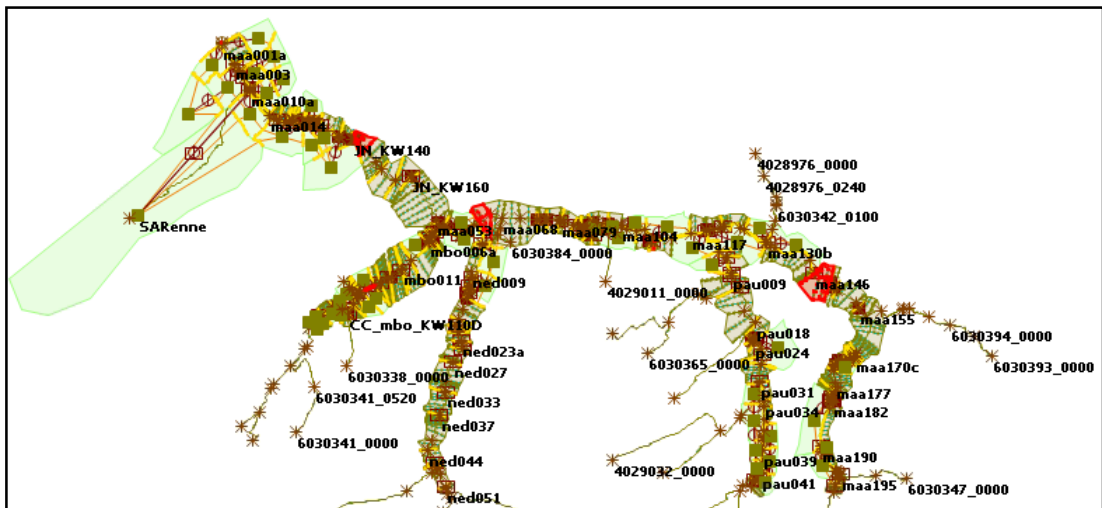 maa001a
maa003
maa010a
maa014
JN_KW140
4028976_0000
JN_KW160
4028976_0240
6030342_0100
SARenne
maa053
maa068
maa079
maa104
maa117
maa130b
mbo006a
6030384_0000
mbo011
ned009
4029011_0000
pau009
maa146
maa155
CC_mbo_KW110D
pau018
6030394_0000
ned023a
pau024
6030393_0000
6030338_0000
ned027
6030365_0000
maa170c
6030341_0520
ned033
pau031
maa177
pau034
maa182
ned037
6030341_0000
ned044
4029032_0000
pau039
maa190
ned051
pau041
maa195
6030347_0000